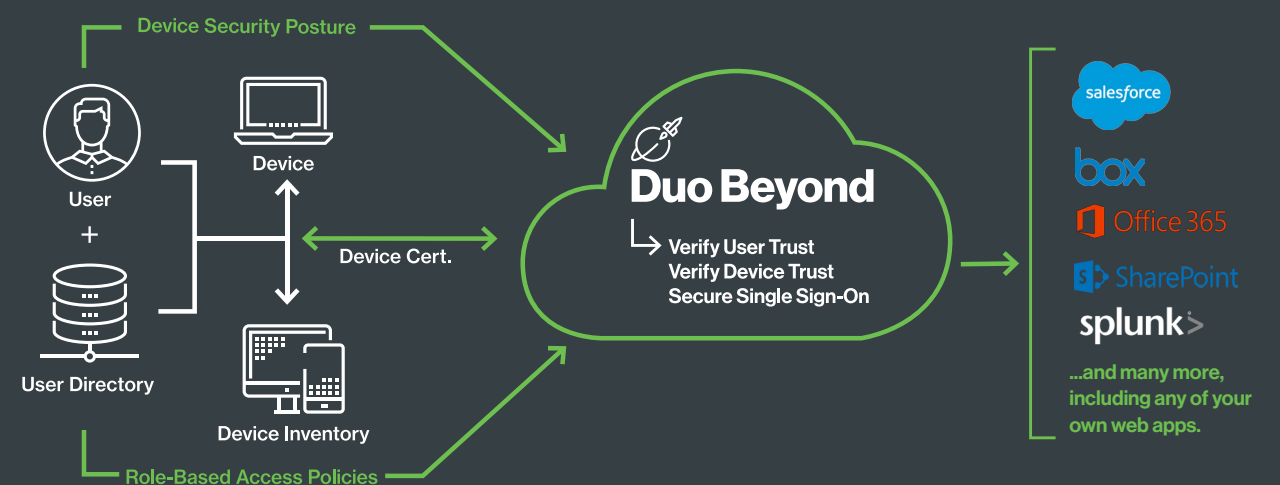 Device Security Posture
User
+
User Directory
Device
Device Cert.
Device Inventory
Role-Based Access Policies
Duo Beyond
Verify User Trust
Verify Device Trust
Secure Single Sign-On
salesforce
box
Office 365
S SharePoint
splunk>
...and many more,
including any of your
own web apps.